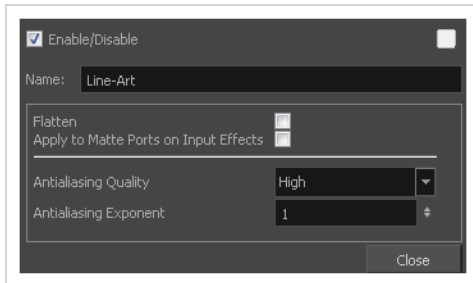 Enable/Disable
Name: Line-Art
Flatten
Apply to Matte Ports on Input Effects
Antialiasing Quality High
Antialiasing Exponent 1
Close